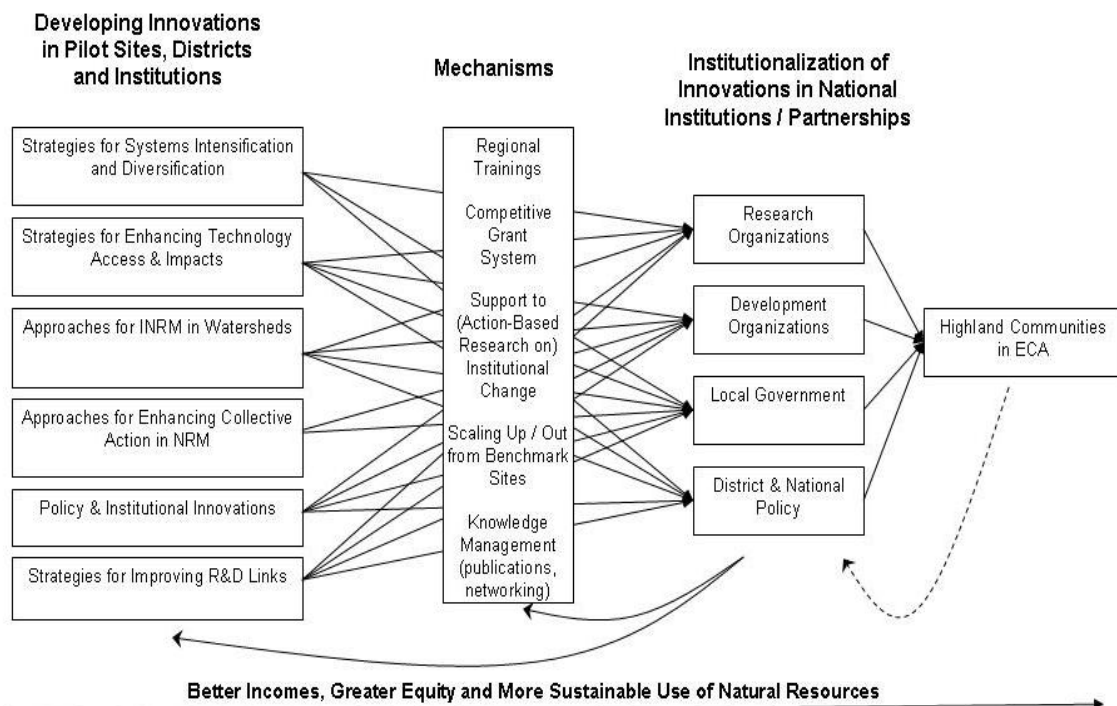 Developing Innovations
in Pilot Sites, Districts
and Institutions
Strategies for Systems Intensification
and Diversification
Strategies for Enhancing Technology
Access & Impacts
Approaches for INRM in Watersheds
Approaches for Enhancing Collective
Action in NRM
Policy & Institutional Innovations
Strategies for Improving R&D Links
Mechanisms
Regional
Trainings
Competitive
Grant
System
Support to
(Action-Based
Research on)
Institutional
Change
Scaling Up / Out
from Benchmark
Sites
Knowledge
Management
(publications,
networking)
Institutionalization of
Innovations in National
Institutions / Partnerships
Research
Organizations
Development
Organizations
Local Government
District & National
Policy
Highland Communities
in ECA
Better Incomes, Greater Equity and More Sustainable Use of Natural Resources